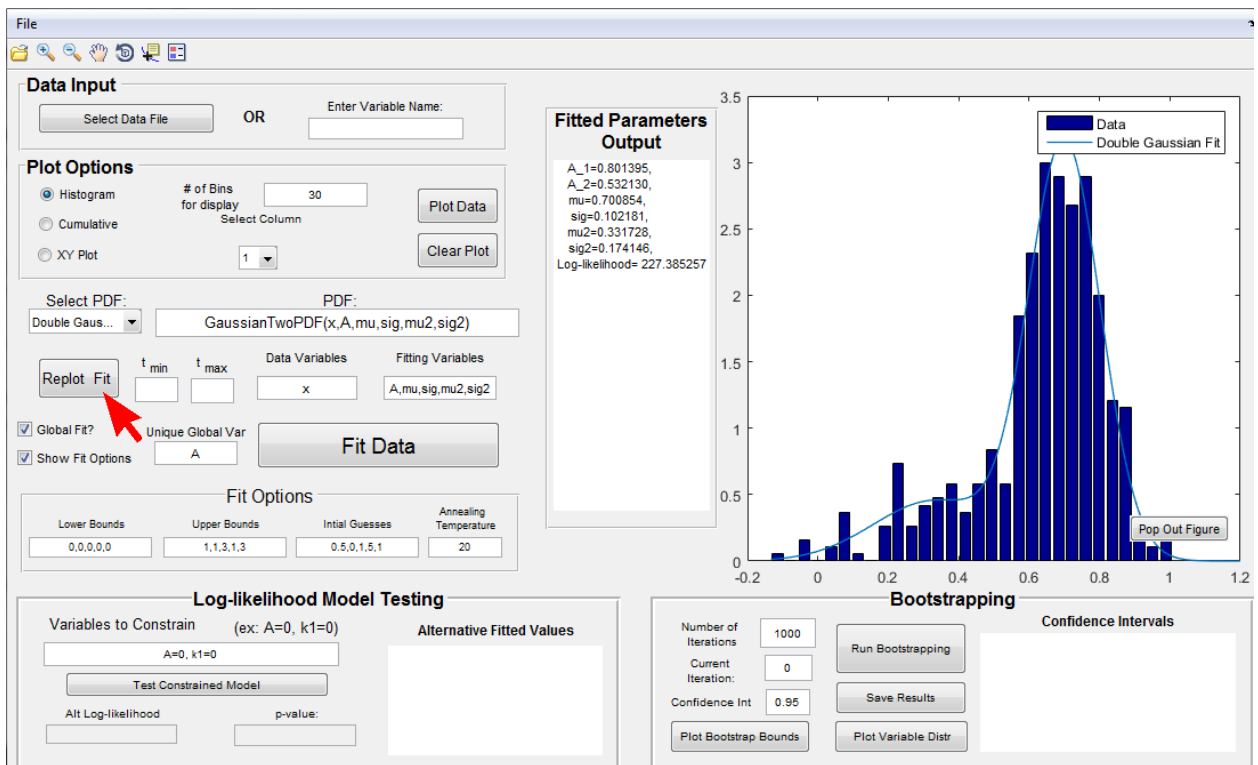 File
Data Input
Select Data File
OR
Enter Variable Name:
Plot Options
Histogram
Cumulative
XY Plot
# of Bins
for display
30
Select Column
1
Plot Data
Clear Plot
Select PDF:
Double Gaus...
PDF:
GaussianTwoPDF(x,A,mu,sig,mu2,sig2)
Replot Fit
t min
t max
Data Variables
x
Fitting Variables
A,mu,sig,mu2,sig2
Global Fit?
Show Fit Options
Unique Global Var
A
Fit Data
Fit Options
Lower Bounds
0,0,0,0,0
Upper Bounds
1,1,3,1,3
Intial Guesses
0.5,0,1,5,1
Annealing
Temperature
20
Fitted Parameters
Output
A_1=0.801395,
A_2=0.532130,
mu=0.700854,
sig=0.102181,
mu2=0.331728,
sig2=0.174146,
Log-likelihood= 227.385257
3.5
3
2.5
2
1.5
1
0.5
0
-0.2 0 0.2 0.4 0.6 0.8 1 1.2
Data
Double Gaussian Fit
Pop Out Figure
Log-likelihood Model Testing
Variables to Constrain (ex: A=0, k1=0)
A=0, k1=0
Test Constrained Model
Alt Log-likelihood
p-value:
Alternative Fitted Values
Bootstrapping
Number of
Iterations
1000
Current
Iteration:
0
Confidence Int
0.95
Plot Bootstrap Bounds
Run Bootstrapping
Save Results
Plot Variable Distr
Confidence Intervals